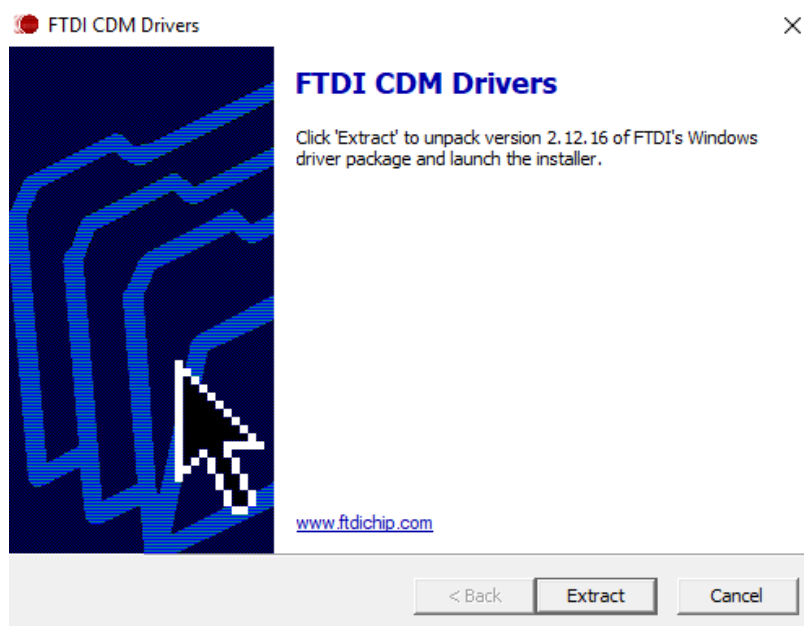 FTDI CDM Drivers
FTDI CDM Drivers
Click 'Extract' to unpack version 2.12.16 of FTDI's Windows
driver package and launch the installer.
www.ftdichip.com
< Back Extract Cancel